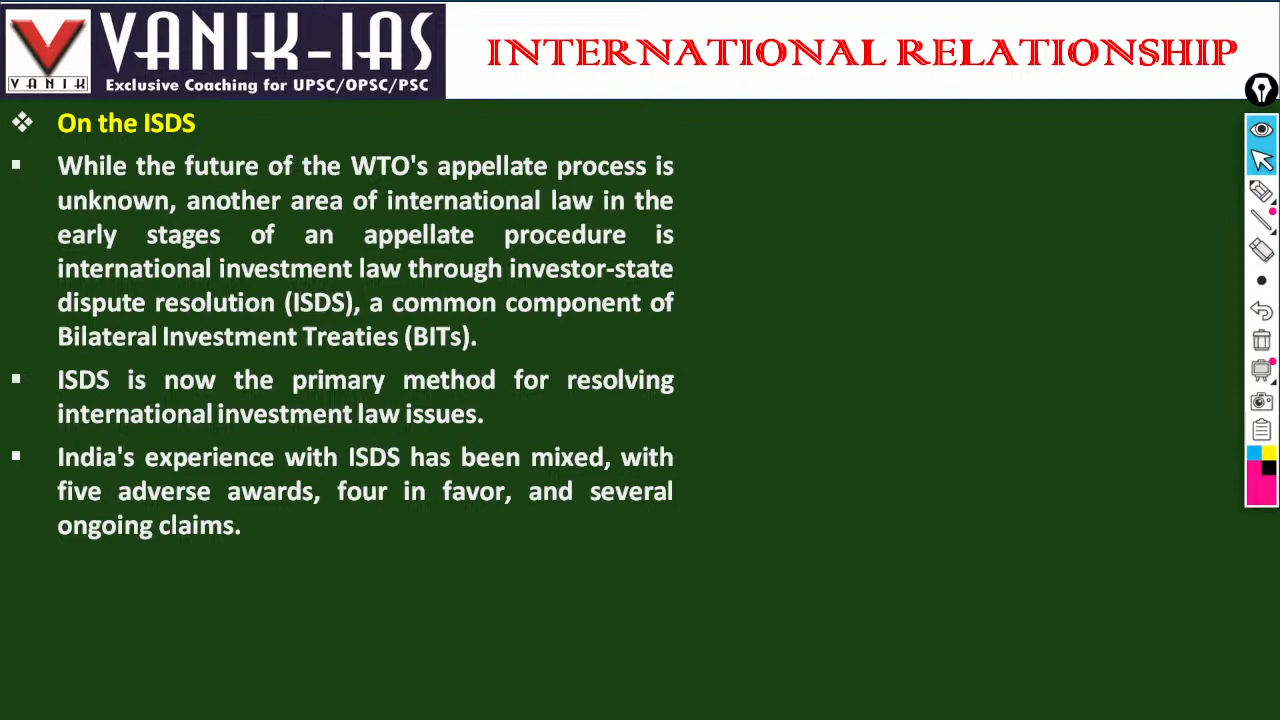 VANIK-IAS
VANIK
Exclusive Coaching for UPSC/OPSC/PSC
INTERNATIONAL RELATIONSHIP
❖ On the ISDS
▪ While the future of the WTO's appellate process is
unknown, another area of international law in the
early stages of an appellate procedure is
international investment law through investor-state
dispute resolution (ISDS), a common component of
Bilateral Investment Treaties (BITs).
▪ ISDS is now the primary method for resolving
international investment law issues.
▪ India's experience with ISDS has been mixed, with
five adverse awards, four in favor, and several
ongoing claims.